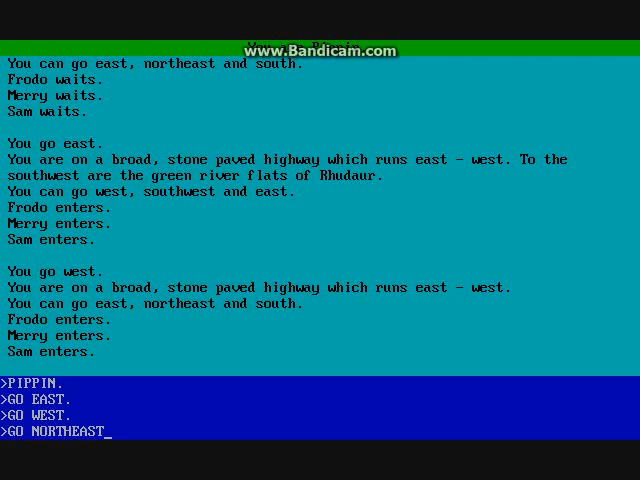 www.Bandicam.com
You can go east, northeast and south.
Frodo waits.
Merry waits.
Sam waits.
You go east.
You are on a broad, stone paved highway which runs east - west. To the
southwest are the green river flats of Rhudaur.
You can go west, southwest and east.
Frodo enters.
Merry enters.
Sam enters.
You go west.
You are on a broad, stone paved highway which runs east - west.
You can go east, northeast and south.
Frodo enters.
Merry enters.
Sam enters.
>PIPPIN.
>GO EAST.
>GO WEST.
>GO NORTHEAST_